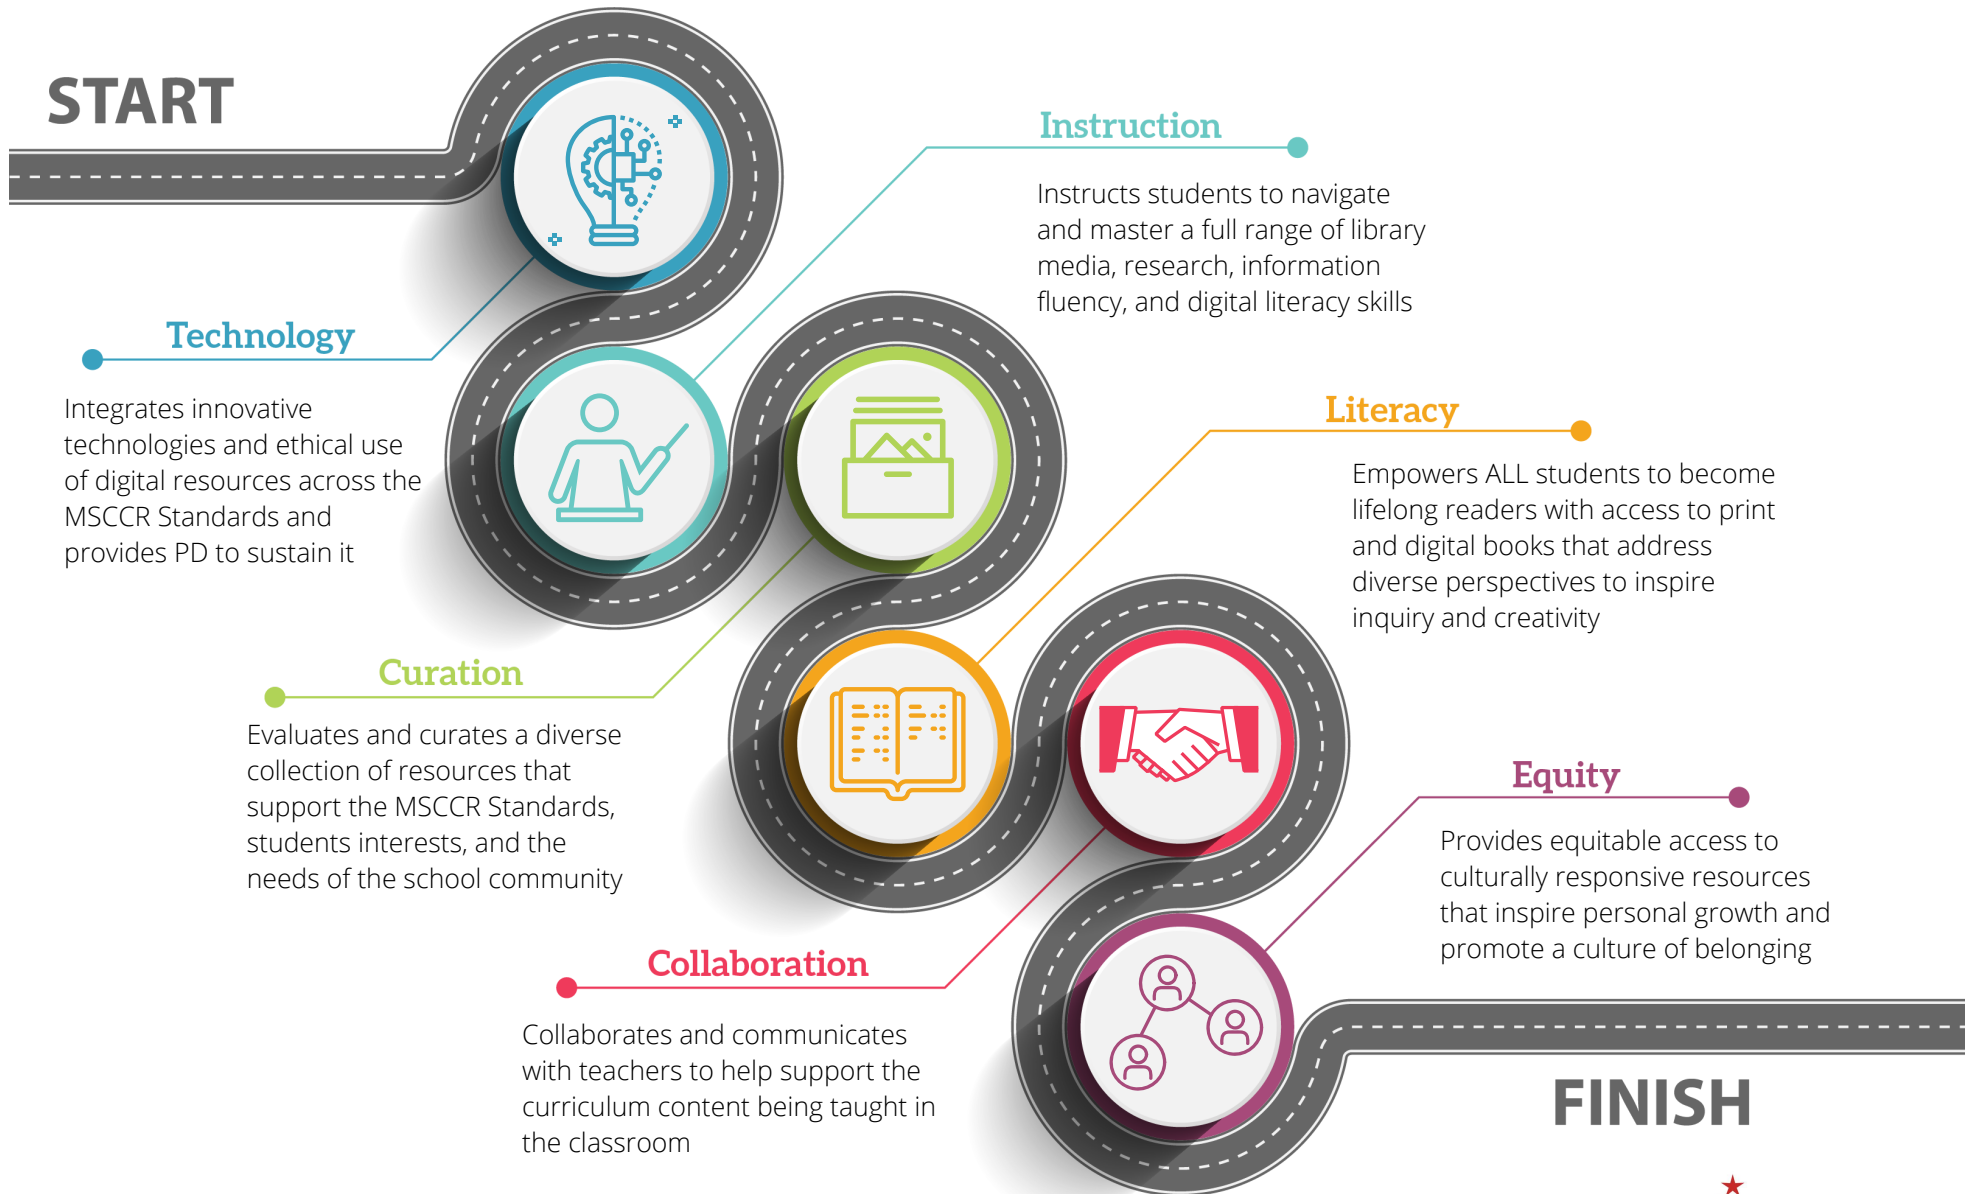 START
Technology
Integrates innovative
technologies and ethical use
of digital resources across the
MSCCR Standards and
provides PD to sustain it
Instruction
Instructs students to navigate
and master a full range of library
media, research, information
fluency, and digital literacy skills
Curation
Evaluates and curates a diverse
collection of resources that
support the MSCCR Standards,
students interests, and the
needs of the school community
Literacy
Empowers ALL students to become
lifelong readers with access to print
and digital books that address
diverse perspectives to inspire
inquiry and creativity
Collaboration
Collaborates and communicates
with teachers to help support the
curriculum content being taught in
the classroom
Equity
Provides equitable access to
culturally responsive resources
that inspire personal growth and
promote a culture of belonging
FINISH